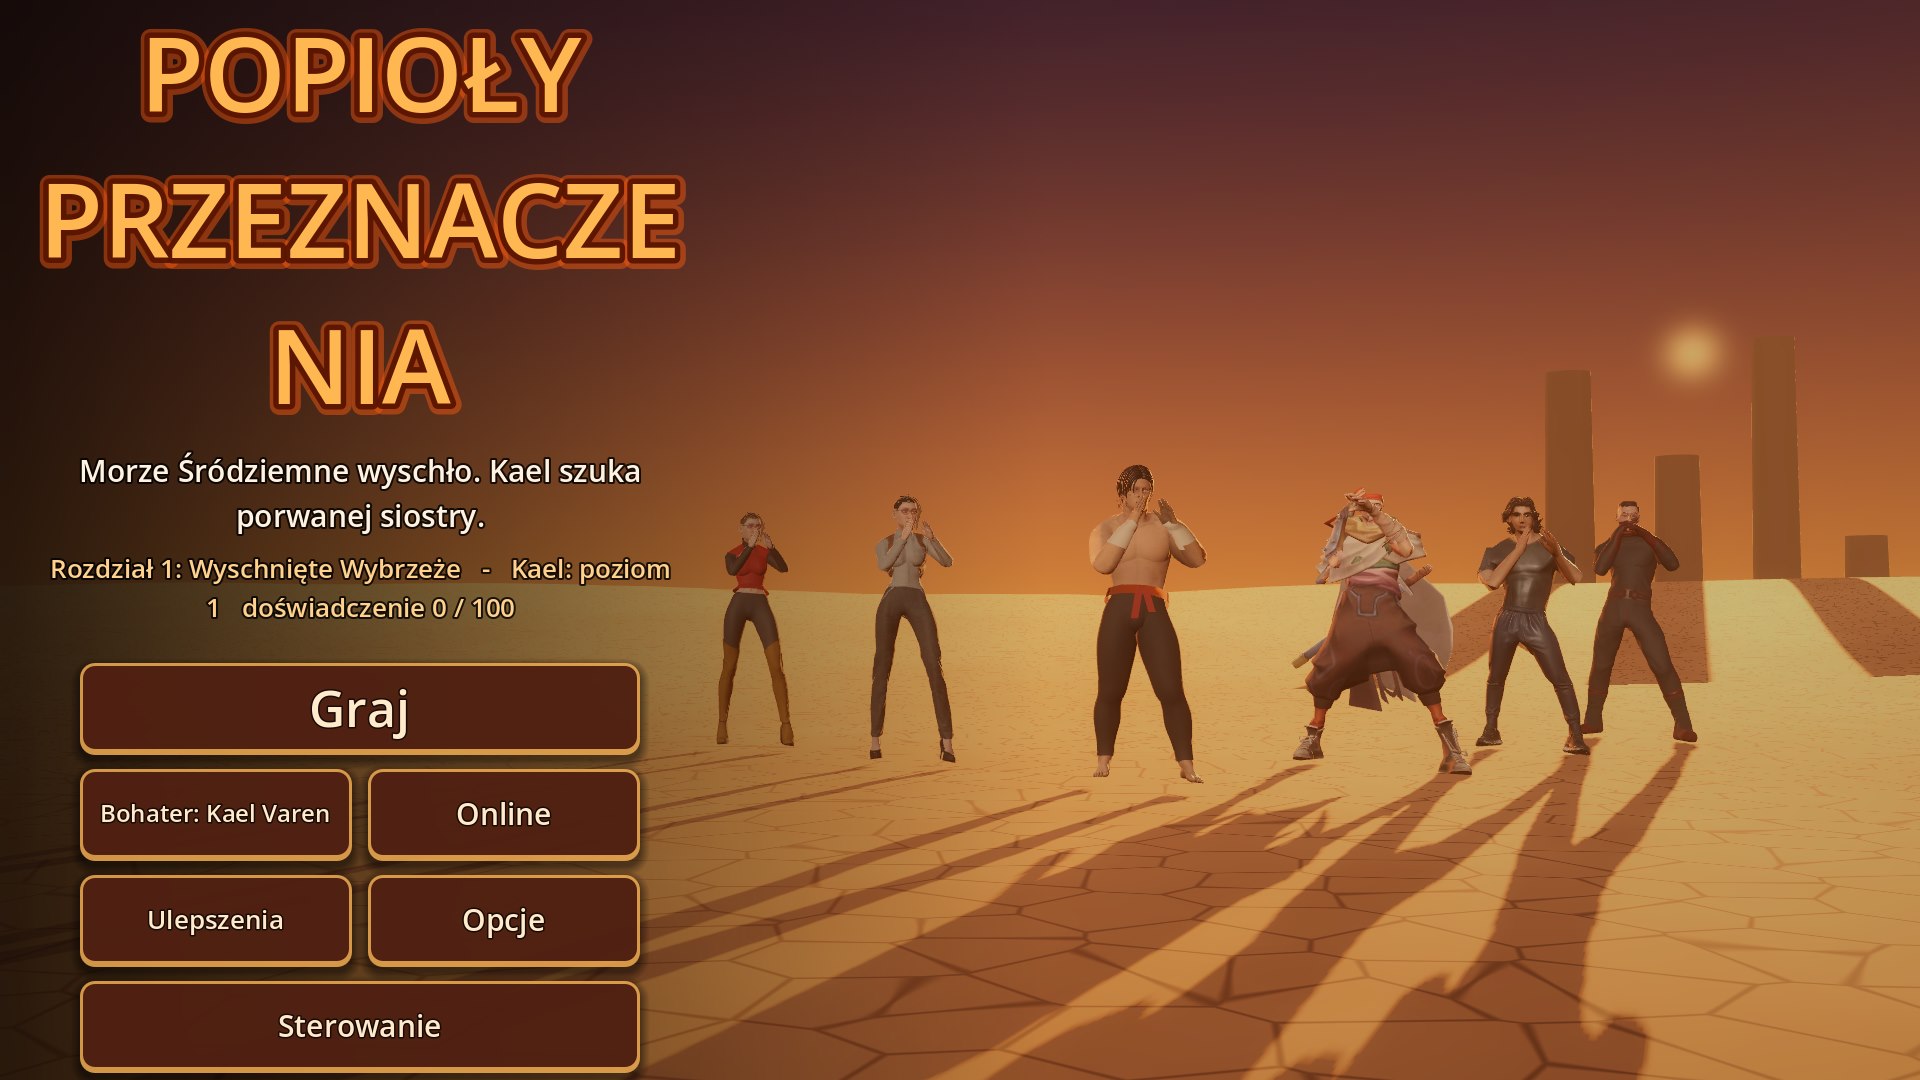 POPIOŁY
PRZEZNACZE
NIA
Morze Śródziemne wyschło. Kael szuka
porwanej siostry.
Rozdział 1: Wyschnięte Wybrzeże - Kael: poziom
1 doświadczenie 0 / 100
Graj
Bohater: Kael Varen
Online
Ulepszenia
Opcje
Sterowanie